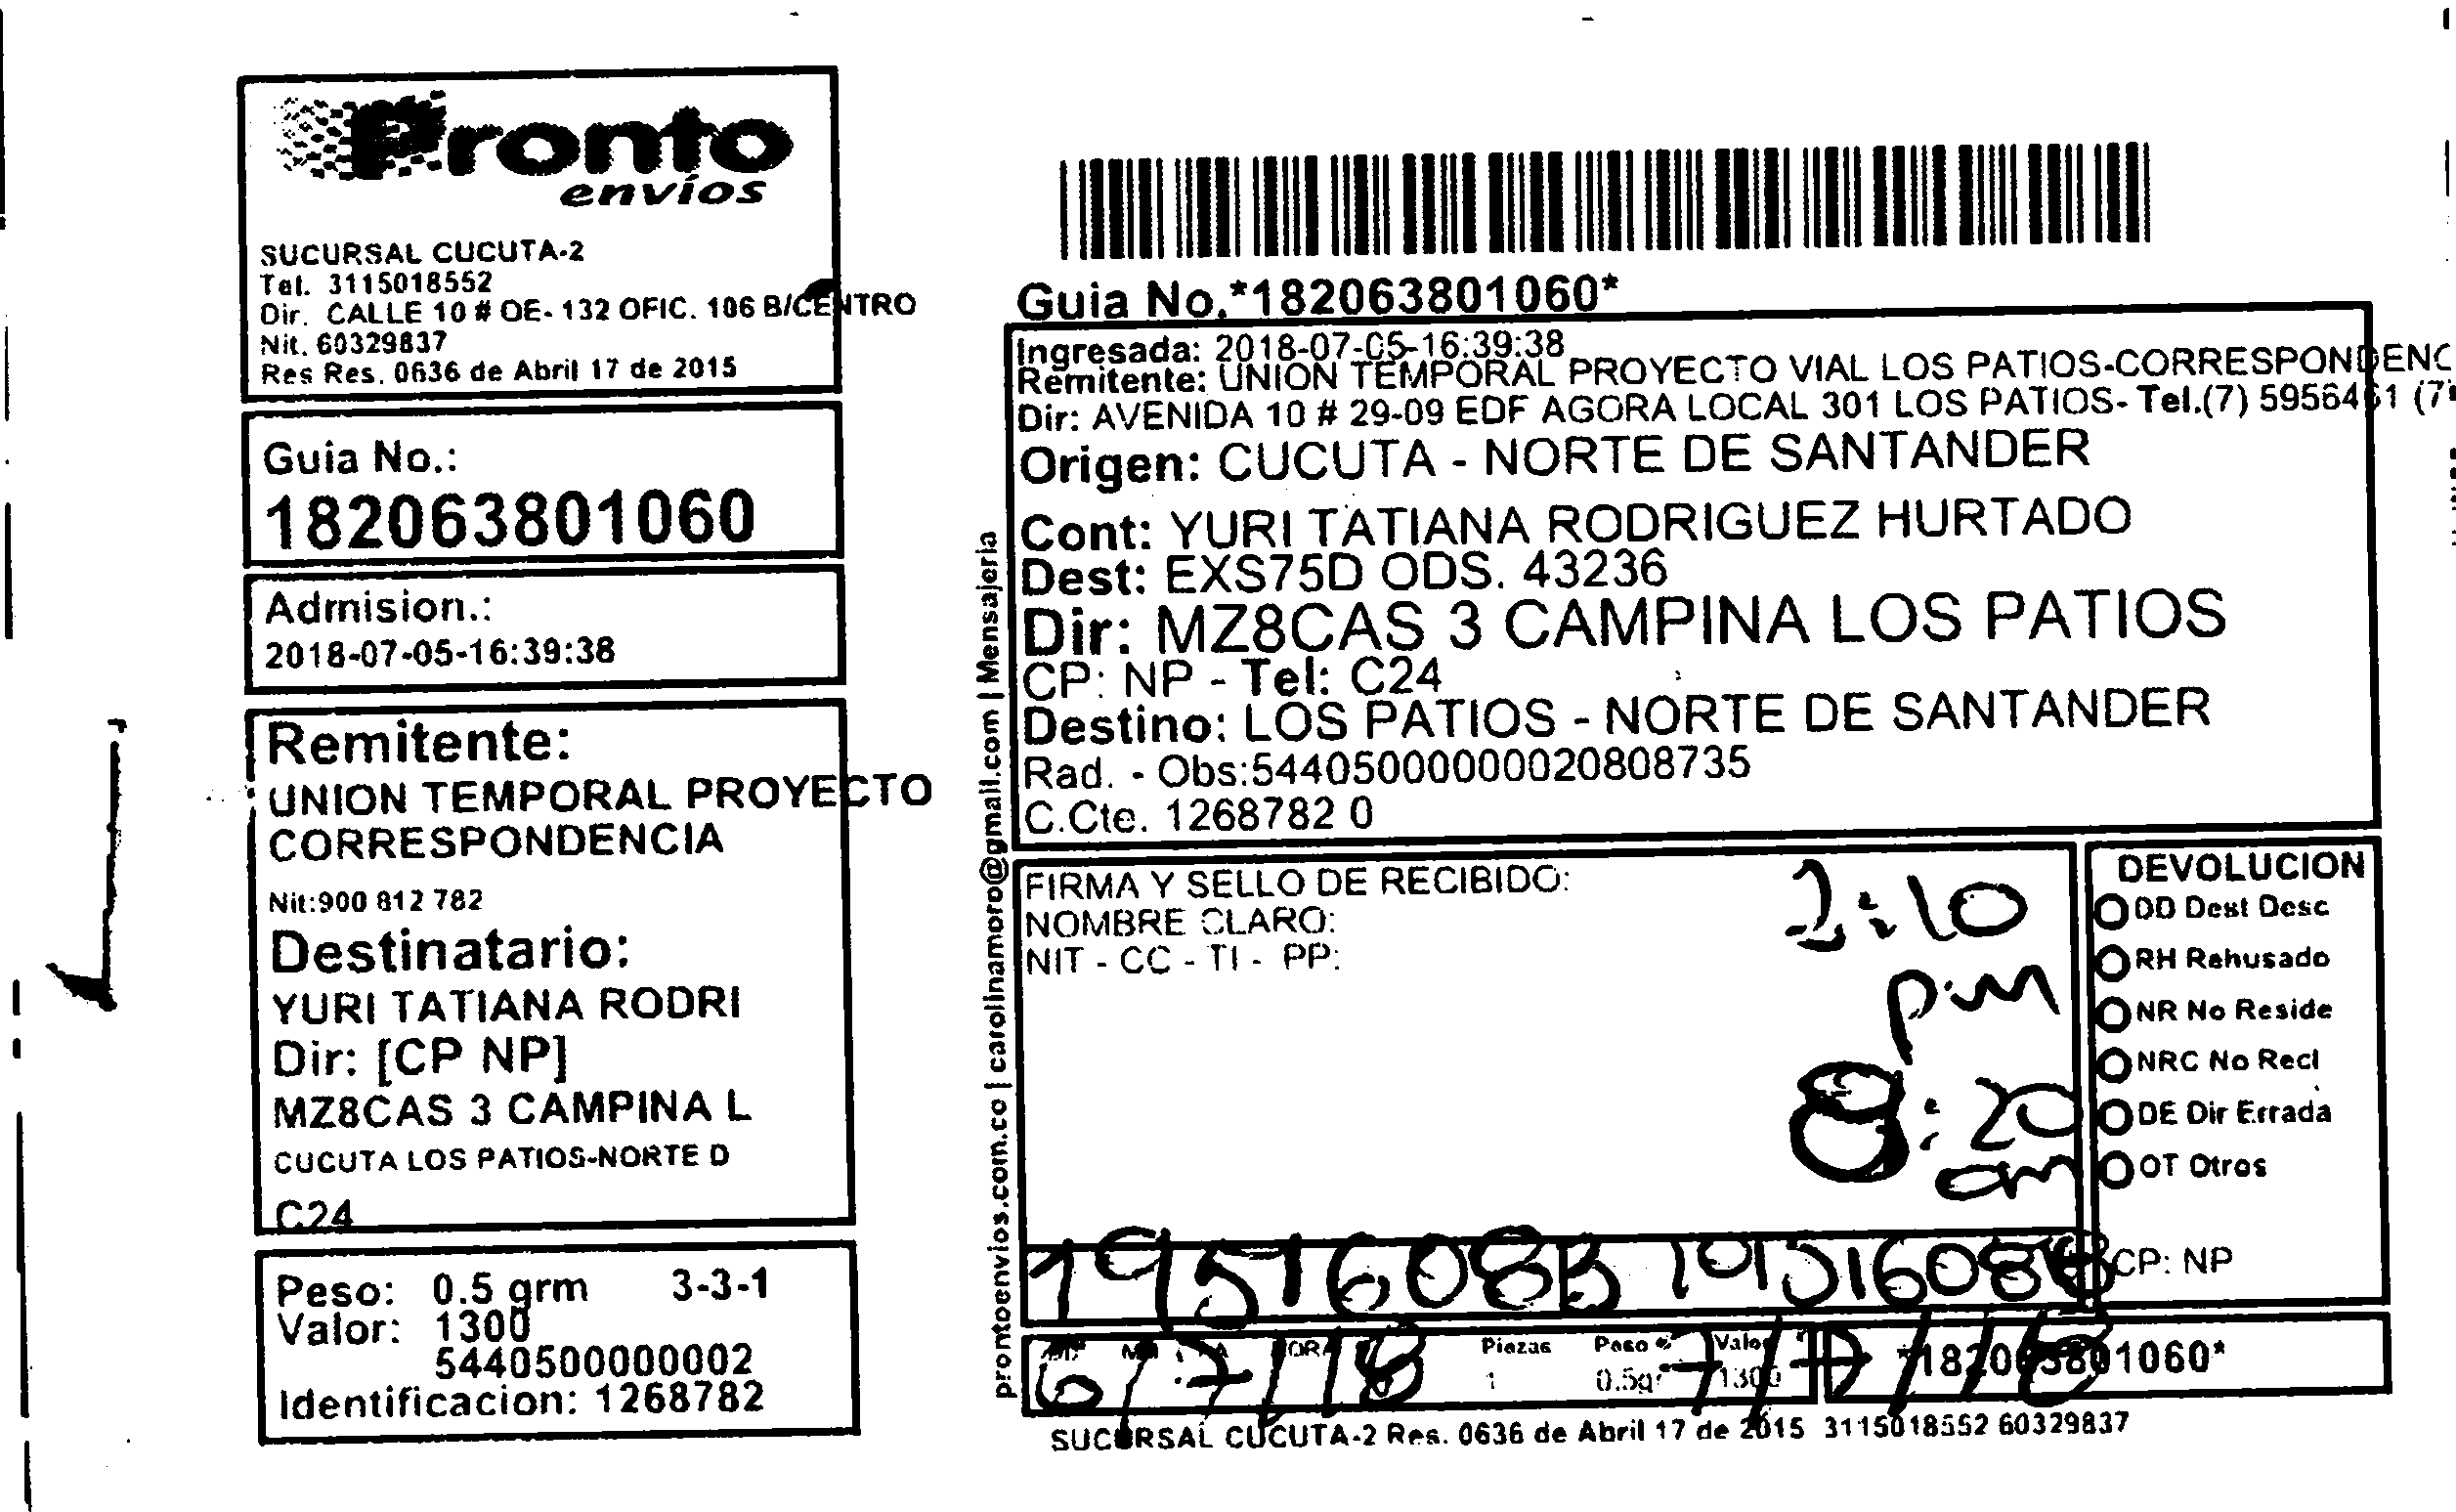 Pronto
envíos
SUCURSAL CUCUTA-2
Tel. 3115018552
Dir. CALLE 10 # OE- 132 OFIC. 106 B/CENTRO
Nit. 60329837
Res Res. 0636 de Abril 17 de 2015
Guia No.:
182063801060
Admision.:
2018-07-05-16:39:38
Remitente:
UNION TEMPORAL PROYECTO
CORRESPONDENCIA
Nit:900 812 782
Destinatario:
YURI TATIANA RODRI
Dir: [CP NP]
MZ8CAS 3 CAMPINA L
CUCUTA LOS PATIOS-NORTE D
C24
Peso: 0.5 grm 3-3-1
Valor: 1300
5440500000002
Identificacion: 1268782
prontoenvios.com.co | carolinamoro@gmail.com | Mensajeria
Guia No.*182063801060*
Ingresada: 2018-07-05-16:39:38
Remitente: UNION TEMPORAL PROYECTO VIAL LOS PATIOS-CORRESPONDENC
Dir: AVENIDA 10 # 29-09 EDF AGORA LOCAL 301 LOS PATIOS- Tel.(7) 5956461 (7
Origen: CUCUTA - NORTE DE SANTANDER
Cont: YURI TATIANA RODRIGUEZ HURTADO
Dest: EXS75D ODS. 43236
Dir: MZ8CAS 3 CAMPINA LOS PATIOS
CP: NP - Tel: C24
Destino: LOS PATIOS - NORTE DE SANTANDER
Rad. - Obs:544050000000020808735
C.Cte. 1268782 0
FIRMA Y SELLO DE RECIBIDO:
NOMBRE CLARO:
NIT - CC - TI - PP:
:10
p.m
8:20
am
DEVOLUCION
DD Dest Desc
RH Rehusado
NR No Reside
NRC No Recl
DE Dir Errada
OT Otros
CP: NP
Piezas Peso Valor
1 0.5gr 1300
6/7/18
*182063801060*
SUCURSAL CUCUTA-2 Res. 0636 de Abril 17 de 2015 3115018552 60329837